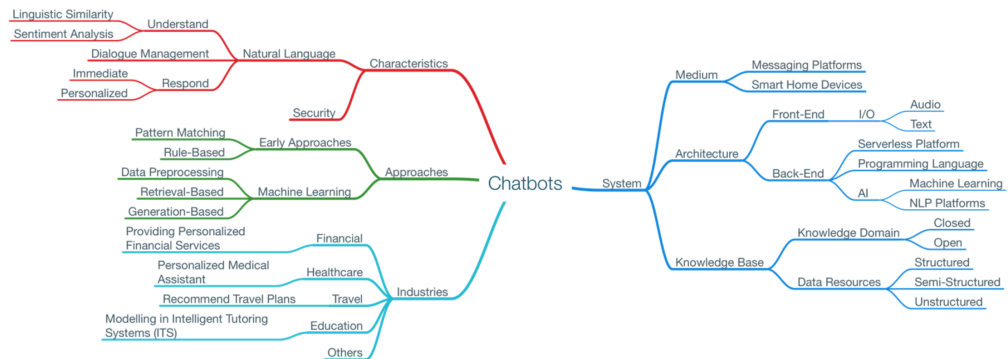 Linguistic Similarity
Sentiment Analysis
Understand
Dialogue Management
Natural Language
Immediate
Personalized
Respond
Characteristics
Security
Pattern Matching
Rule-Based
Early Approaches
Data Preprocessing
Retrieval-Based
Generation-Based
Machine Learning
Approaches
Providing Personalized
Financial Services
Financial
Personalized Medical
Assistant
Healthcare
Recommend Travel Plans
Travel
Modelling in Intelligent Tutoring
Systems (ITS)
Education
Others
Industries
Chatbots
System
Medium
Messaging Platforms
Smart Home Devices
Architecture
Front-End
I/O
Audio
Text
Back-End
Serverless Platform
Programming Language
AI
Machine Learning
NLP Platforms
Knowledge Base
Knowledge Domain
Closed
Open
Data Resources
Structured
Semi-Structured
Unstructured